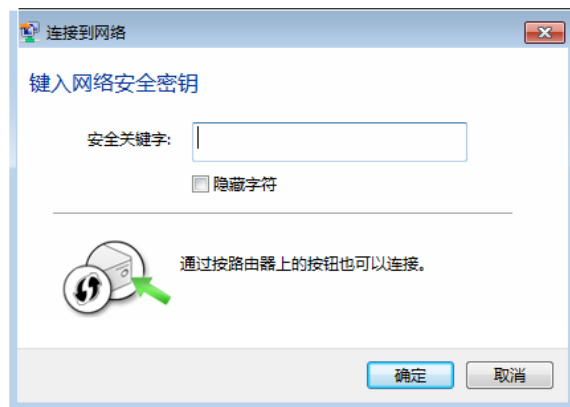 连接到网络
键入网络安全密钥
安全关键字:
隐藏字符
通过按路由器上的按钮也可以连接。
确定
取消